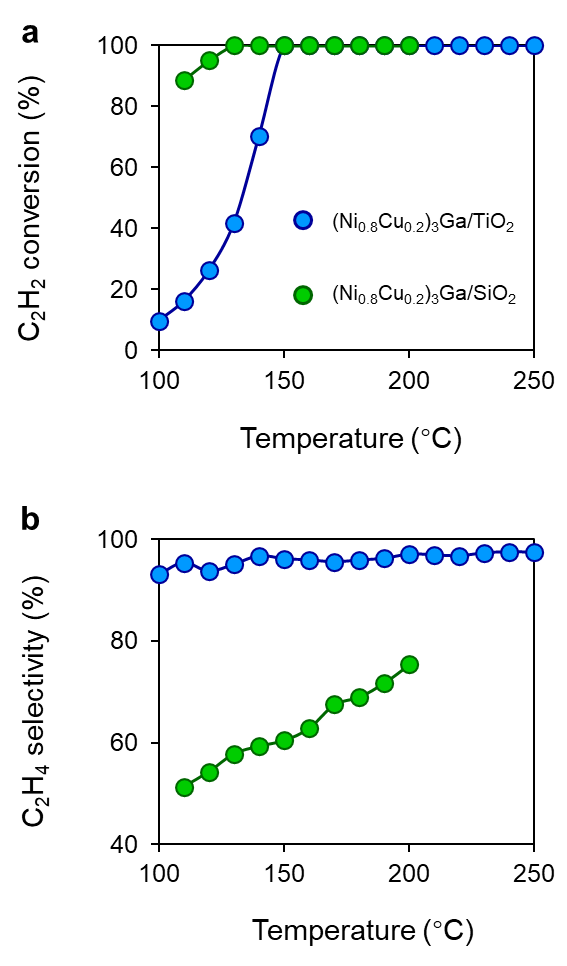 a
C₂H₂ conversion (%)
100
80
60
40
20
0
(Ni₀.₈Cu₀.₂)₃Ga/TiO₂
(Ni₀.₈Cu₀.₂)₃Ga/SiO₂
100 150 200 250
Temperature (°C)
b
C₂H₄ selectivity (%)
100
80
60
40
100 150 200 250
Temperature (°C)